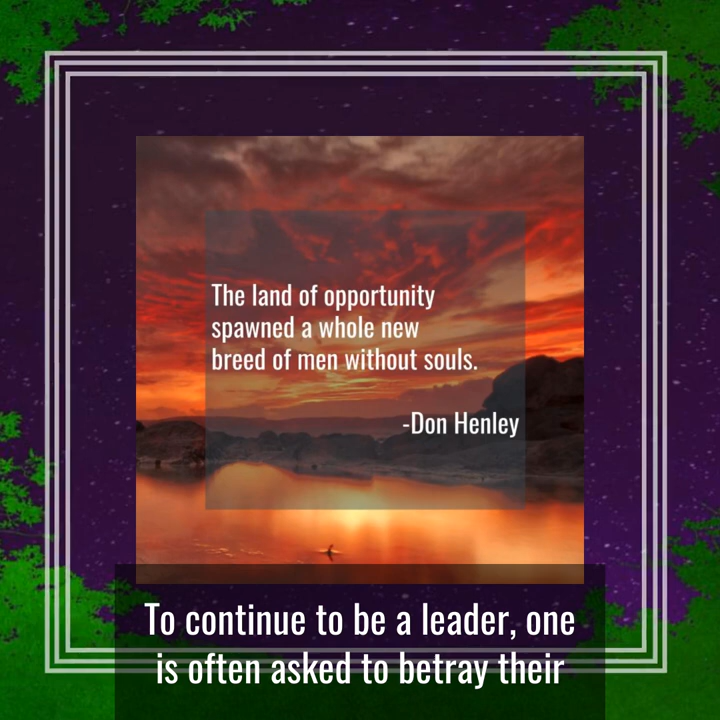 The land of opportunity
spawned a whole new
breed of men without souls.
-Don Henley
To continue to be a leader, one
is often asked to betray their